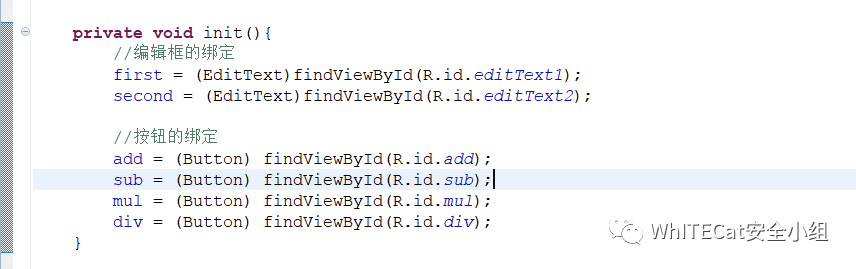 private void init(){
//编辑框的绑定
first = (EditText)findViewById(R.id.editText1);
second = (EditText)findViewById(R.id.editText2);
//按钮的绑定
add = (Button) findViewById(R.id.add);
sub = (Button) findViewById(R.id.sub);
mul = (Button) findViewById(R.id.mul);
div = (Button) findViewById(R.id.div);
}
WhITECat安全小组